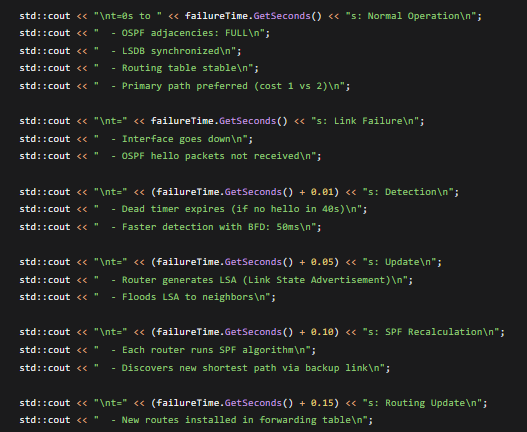 std::cout << "\nt=0s to " << failureTime.GetSeconds() << "s: Normal Operation\n";
std::cout << "  - OSPF adjacencies: FULL\n";
std::cout << "  - LSDB synchronized\n";
std::cout << "  - Routing table stable\n";
std::cout << "  - Primary path preferred (cost 1 vs 2)\n";
std::cout << "\nt=" << failureTime.GetSeconds() << "s: Link Failure\n";
std::cout << "  - Interface goes down\n";
std::cout << "  - OSPF hello packets not received\n";
std::cout << "\nt=" << (failureTime.GetSeconds() + 0.01) << "s: Detection\n";
std::cout << "  - Dead timer expires (if no hello in 40s)\n";
std::cout << "  - Faster detection with BFD: 50ms\n";
std::cout << "\nt=" << (failureTime.GetSeconds() + 0.05) << "s: Update\n";
std::cout << "  - Router generates LSA (Link State Advertisement)\n";
std::cout << "  - Floods LSA to neighbors\n";
std::cout << "\nt=" << (failureTime.GetSeconds() + 0.10) << "s: SPF Recalculation\n";
std::cout << "  - Each router runs SPF algorithm\n";
std::cout << "  - Discovers new shortest path via backup link\n";
std::cout << "\nt=" << (failureTime.GetSeconds() + 0.15) << "s: Routing Update\n";
std::cout << "  - New routes installed in forwarding table\n";